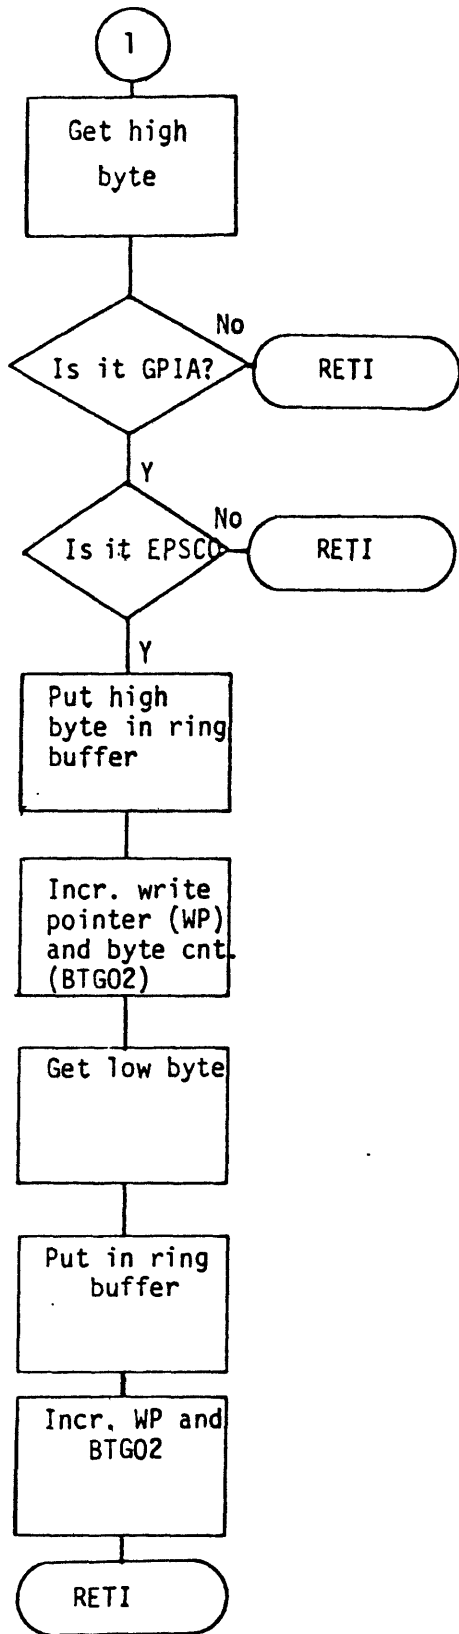 1
Get high
byte
No
Is it GPIA?
RETI
Y
No
Is it EPSCO
RETI
Y
Put high
byte in ring
buffer
Incr. write
pointer (WP)
and byte cnt.
(BTGO2)
Get low byte
Put in ring
buffer
Incr. WP and
BTGO2
RETI